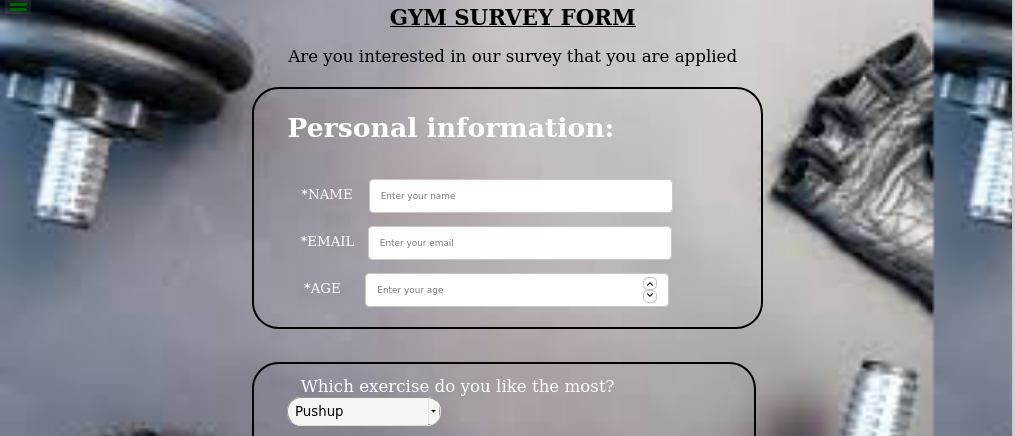 GYM SURVEY FORM
Are you interested in our survey that you are applied
Personal information:
*NAME Enter your name
*EMAIL Enter your email
*AGE Enter your age
Which exercise do you like the most?
Pushup